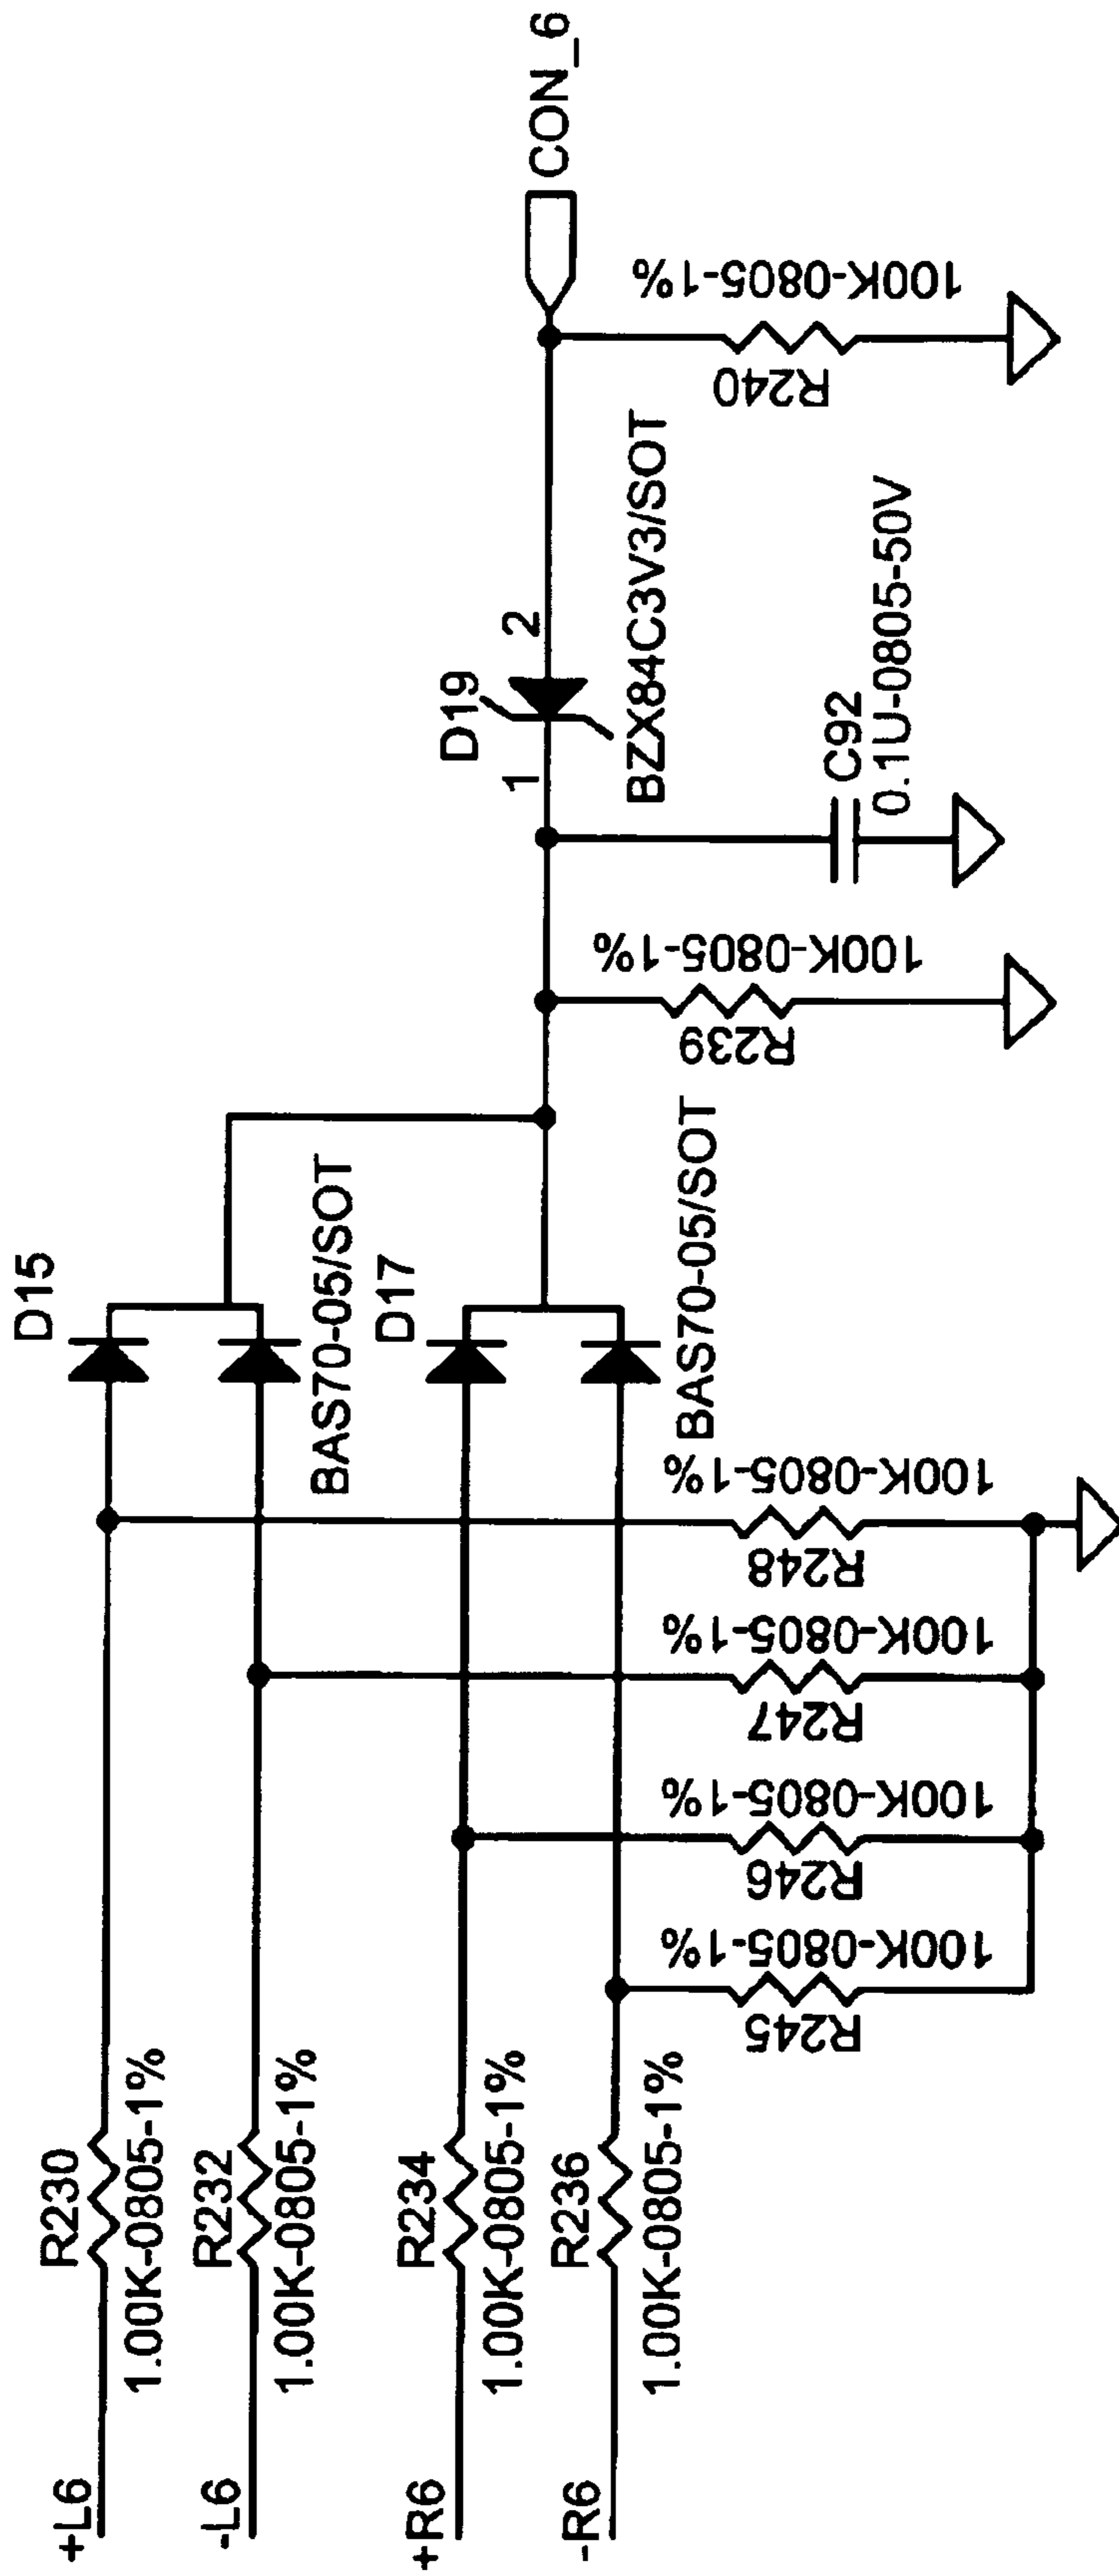 +L6
R230
1.00K-0805-1%
-L6
R232
1.00K-0805-1%
+R6
R234
1.00K-0805-1%
-R6
R236
1.00K-0805-1%
R245
100K-0805-1%
R246
100K-0805-1%
R247
100K-0805-1%
R248
100K-0805-1%
D15
BAS70-05/SOT
D17
BAS70-05/SOT
R239
100K-0805-1%
C92
0.1U-0805-50V
D19
1
2
BZX84C3V3/SOT
R240
100K-0805-1%
CON_6